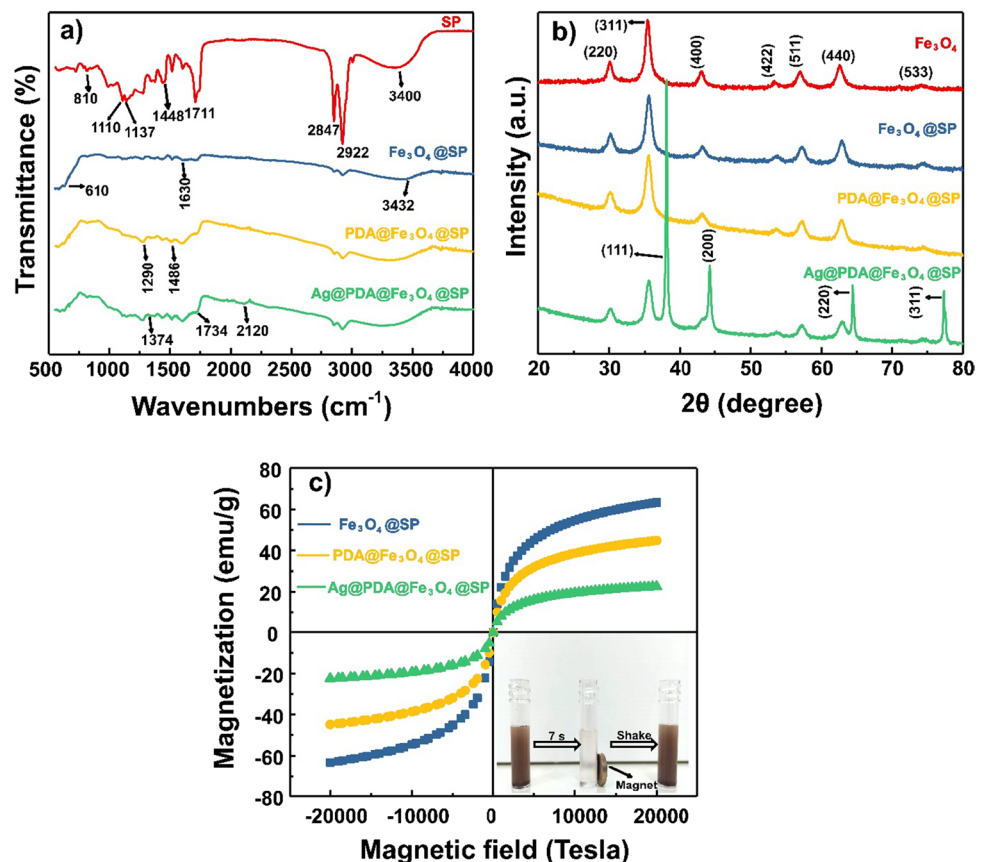 a)
SP
810
1110
1137
1448
1711
2847
2922
3400
Fe₃O₄@SP
610
1630
3432
PDA@Fe₃O₄@SP
1290
1486
Ag@PDA@Fe₃O₄@SP
1374
1734
2120
500 1000 1500 2000 2500 3000 3500 4000
Wavenumbers (cm⁻¹)
Transmittance (%)
b)
(311)
(220)
(400)
(422)
(511)
(440)
(533)
Fe₃O₄
Fe₃O₄@SP
PDA@Fe₃O₄@SP
(111)
(200)
Ag@PDA@Fe₃O₄@SP
(220)
(311)
20 30 40 50 60 70 80
2θ (degree)
Intensity (a.u.)
c)
Fe₃O₄@SP
PDA@Fe₃O₄@SP
Ag@PDA@Fe₃O₄@SP
80
60
40
20
0
-20
-40
-60
-80
7 s
Shake
Magnet
-20000 -10000 0 10000 20000
Magnetic field (Tesla)
Magnetization (emu/g)